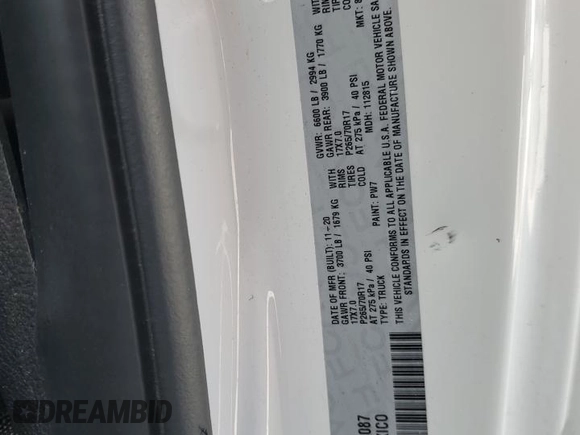 DATE OF MFR (BUILT): 11-20 GVWR: 6600 LB / 2994 KG
GAWR FRONT: 3700 LB / 1679 KG WITH GAWR REAR: 3900 LB / 1770 KG WITH
17X7.0 RIMS 17X7.0
P265/70R17 TIRES P265/70R17
AT 275 kPa / 40 PSI COLD AT 275 kPa / 40 PSI
TYPE: TRUCK PAINT: PW7 MDH: 112815 MKT:
THIS VEHICLE CONFORMS TO ALL APPLICABLE U.S.A. FEDERAL MOTOR VEHICLE
STANDARDS IN EFFECT ON THE DATE OF MANUFACTURE SHOWN ABOVE.
087
DREAMBID